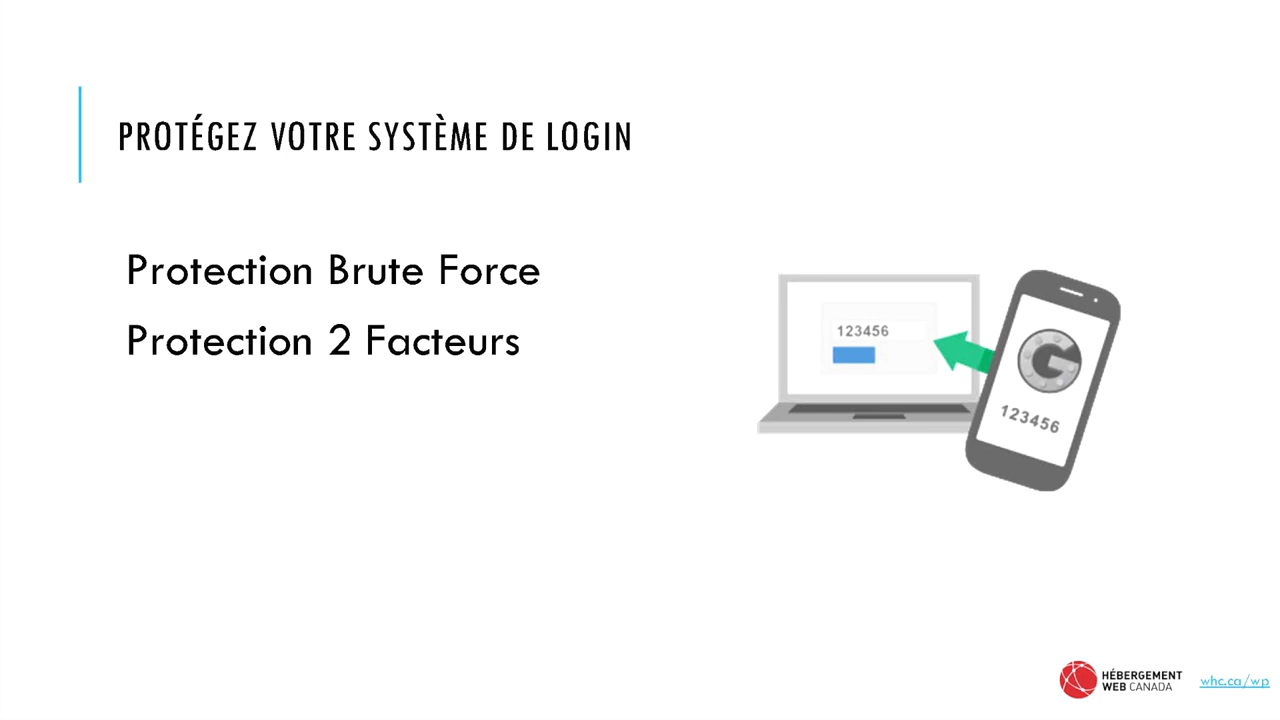 PROTÉGEZ VOTRE SYSTÈME DE LOGIN
Protection Brute Force
Protection 2 Facteurs
123456
123456
HÉBERGEMENT
WEB CANADA
whc.ca/wp